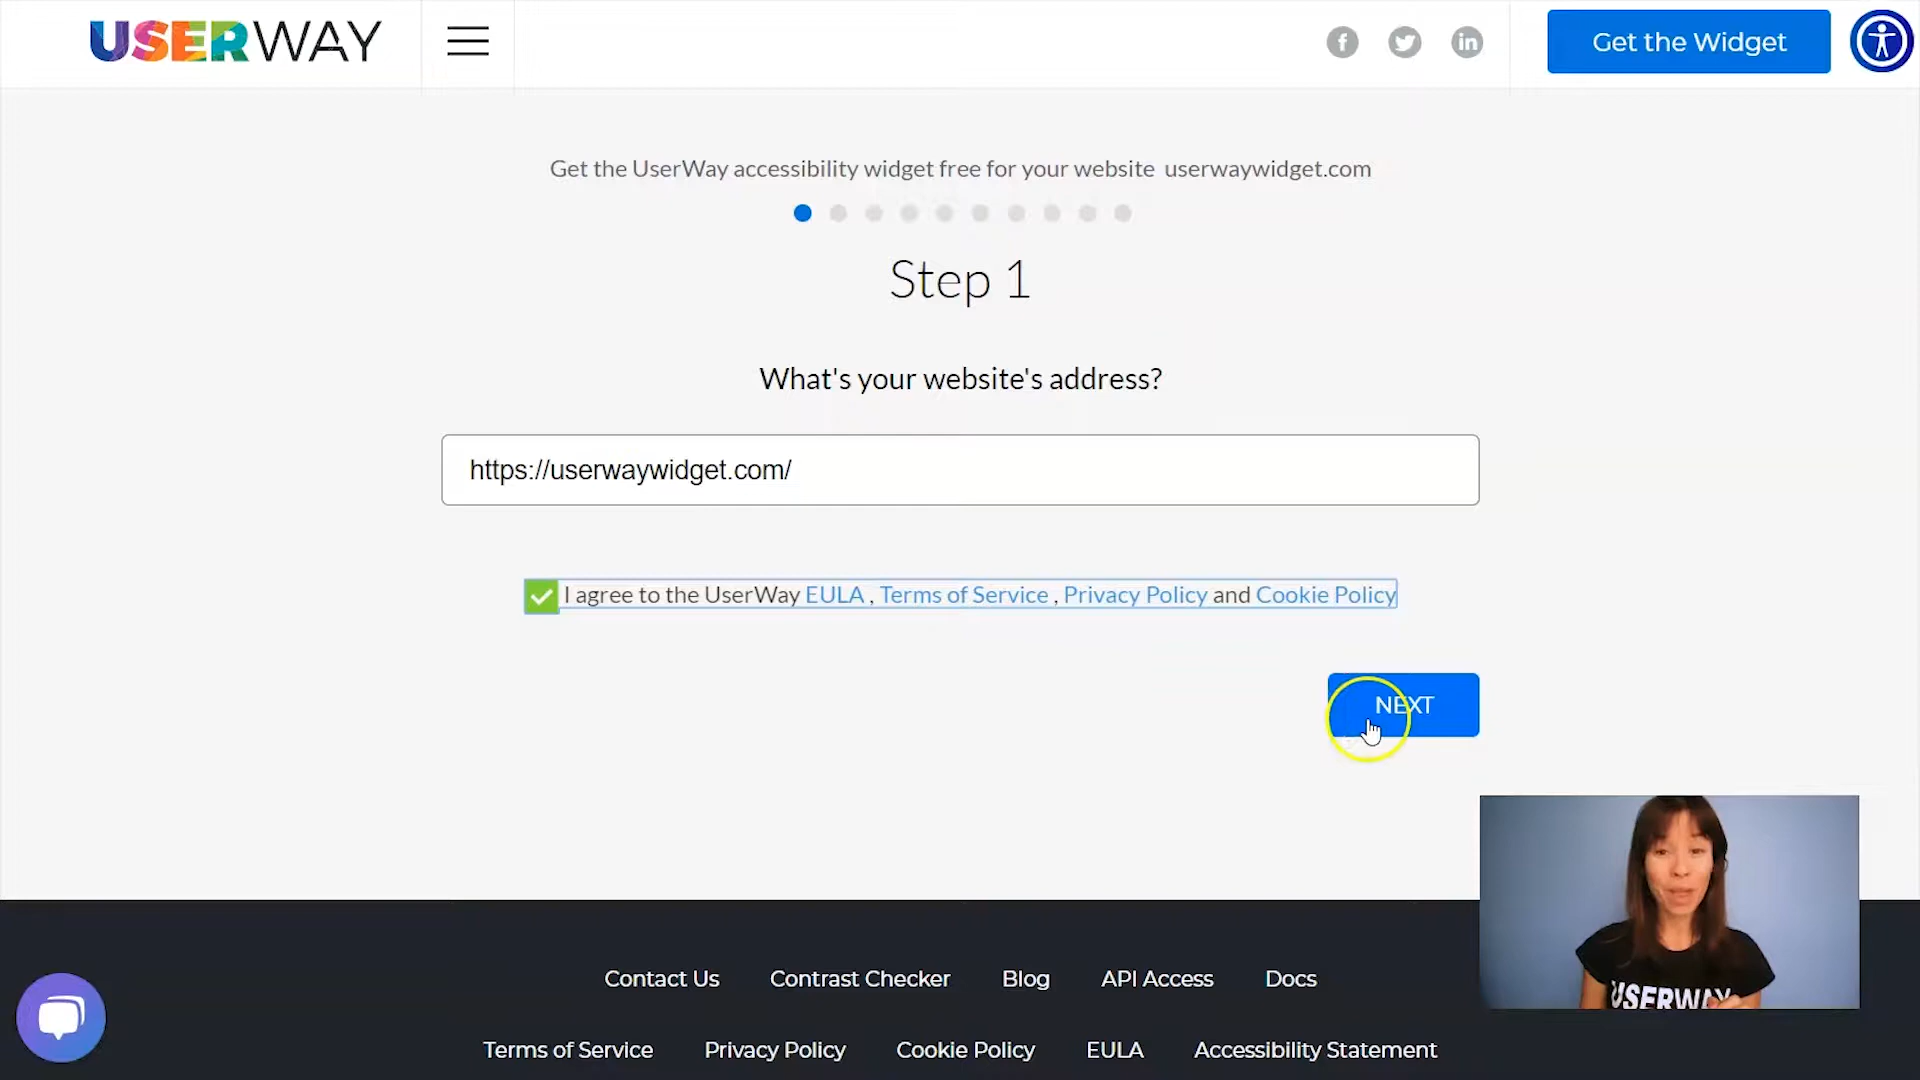 USERWAY
Get the Widget
Get the UserWay accessibility widget free for your website userwaywidget.com
Step 1
What's your website's address?
https://userwaywidget.com/
I agree to the UserWay EULA , Terms of Service , Privacy Policy and Cookie Policy
NEXT
USERWAY
Contact Us Contrast Checker Blog API Access Docs
Terms of Service Privacy Policy Cookie Policy EULA Accessibility Statement